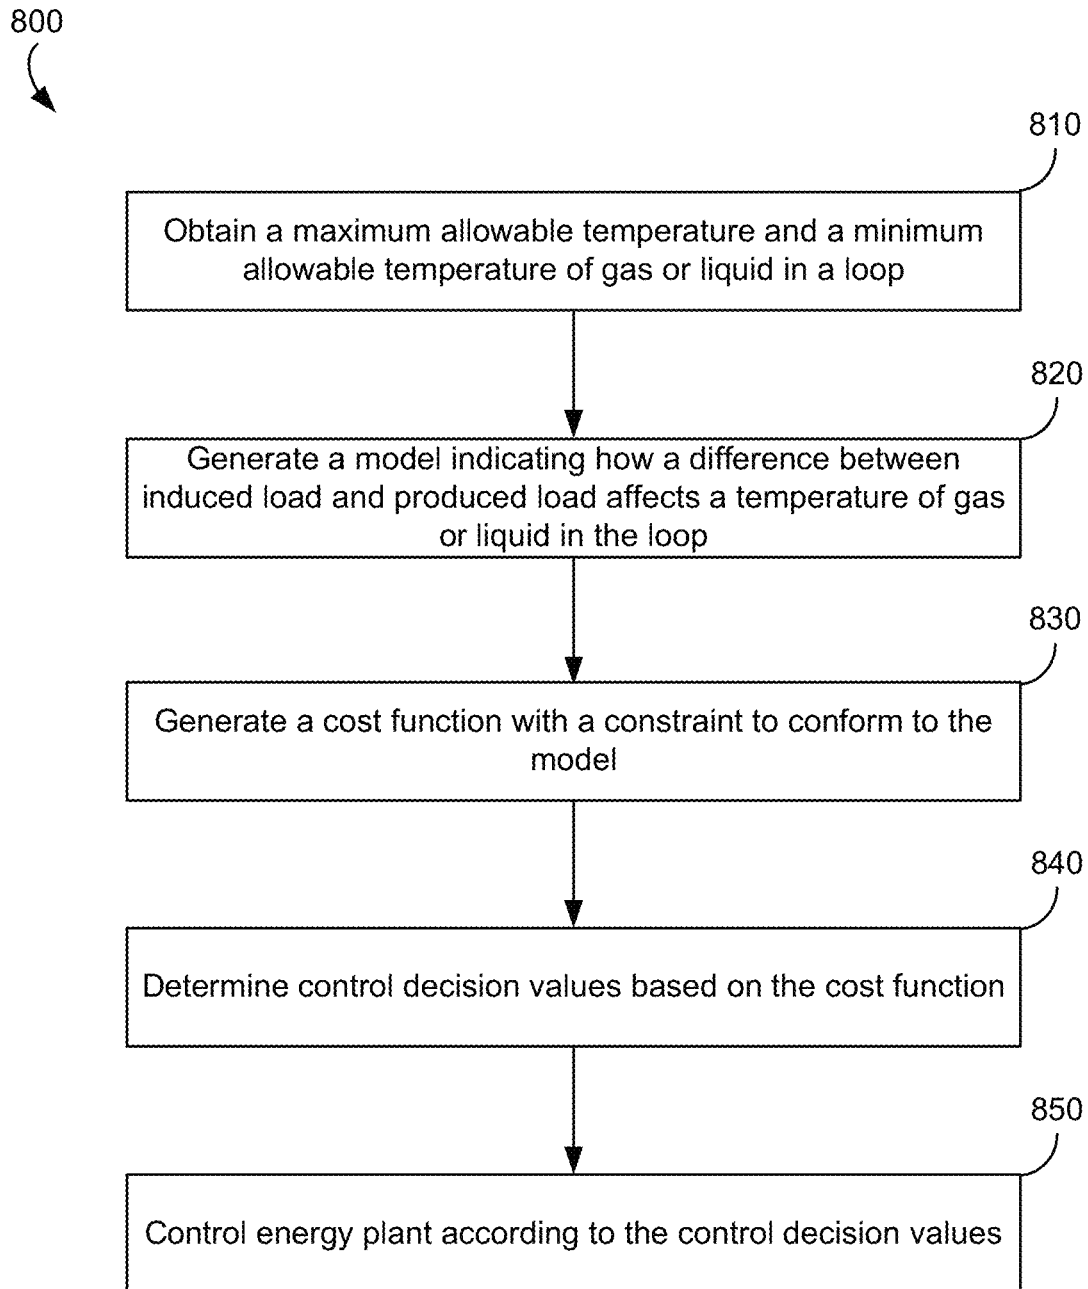 800
810
Obtain a maximum allowable temperature and a minimum
allowable temperature of gas or liquid in a loop
820
Generate a model indicating how a difference between
induced load and produced load affects a temperature of gas
or liquid in the loop
830
Generate a cost function with a constraint to conform to the
model
840
Determine control decision values based on the cost function
850
Control energy plant according to the control decision values